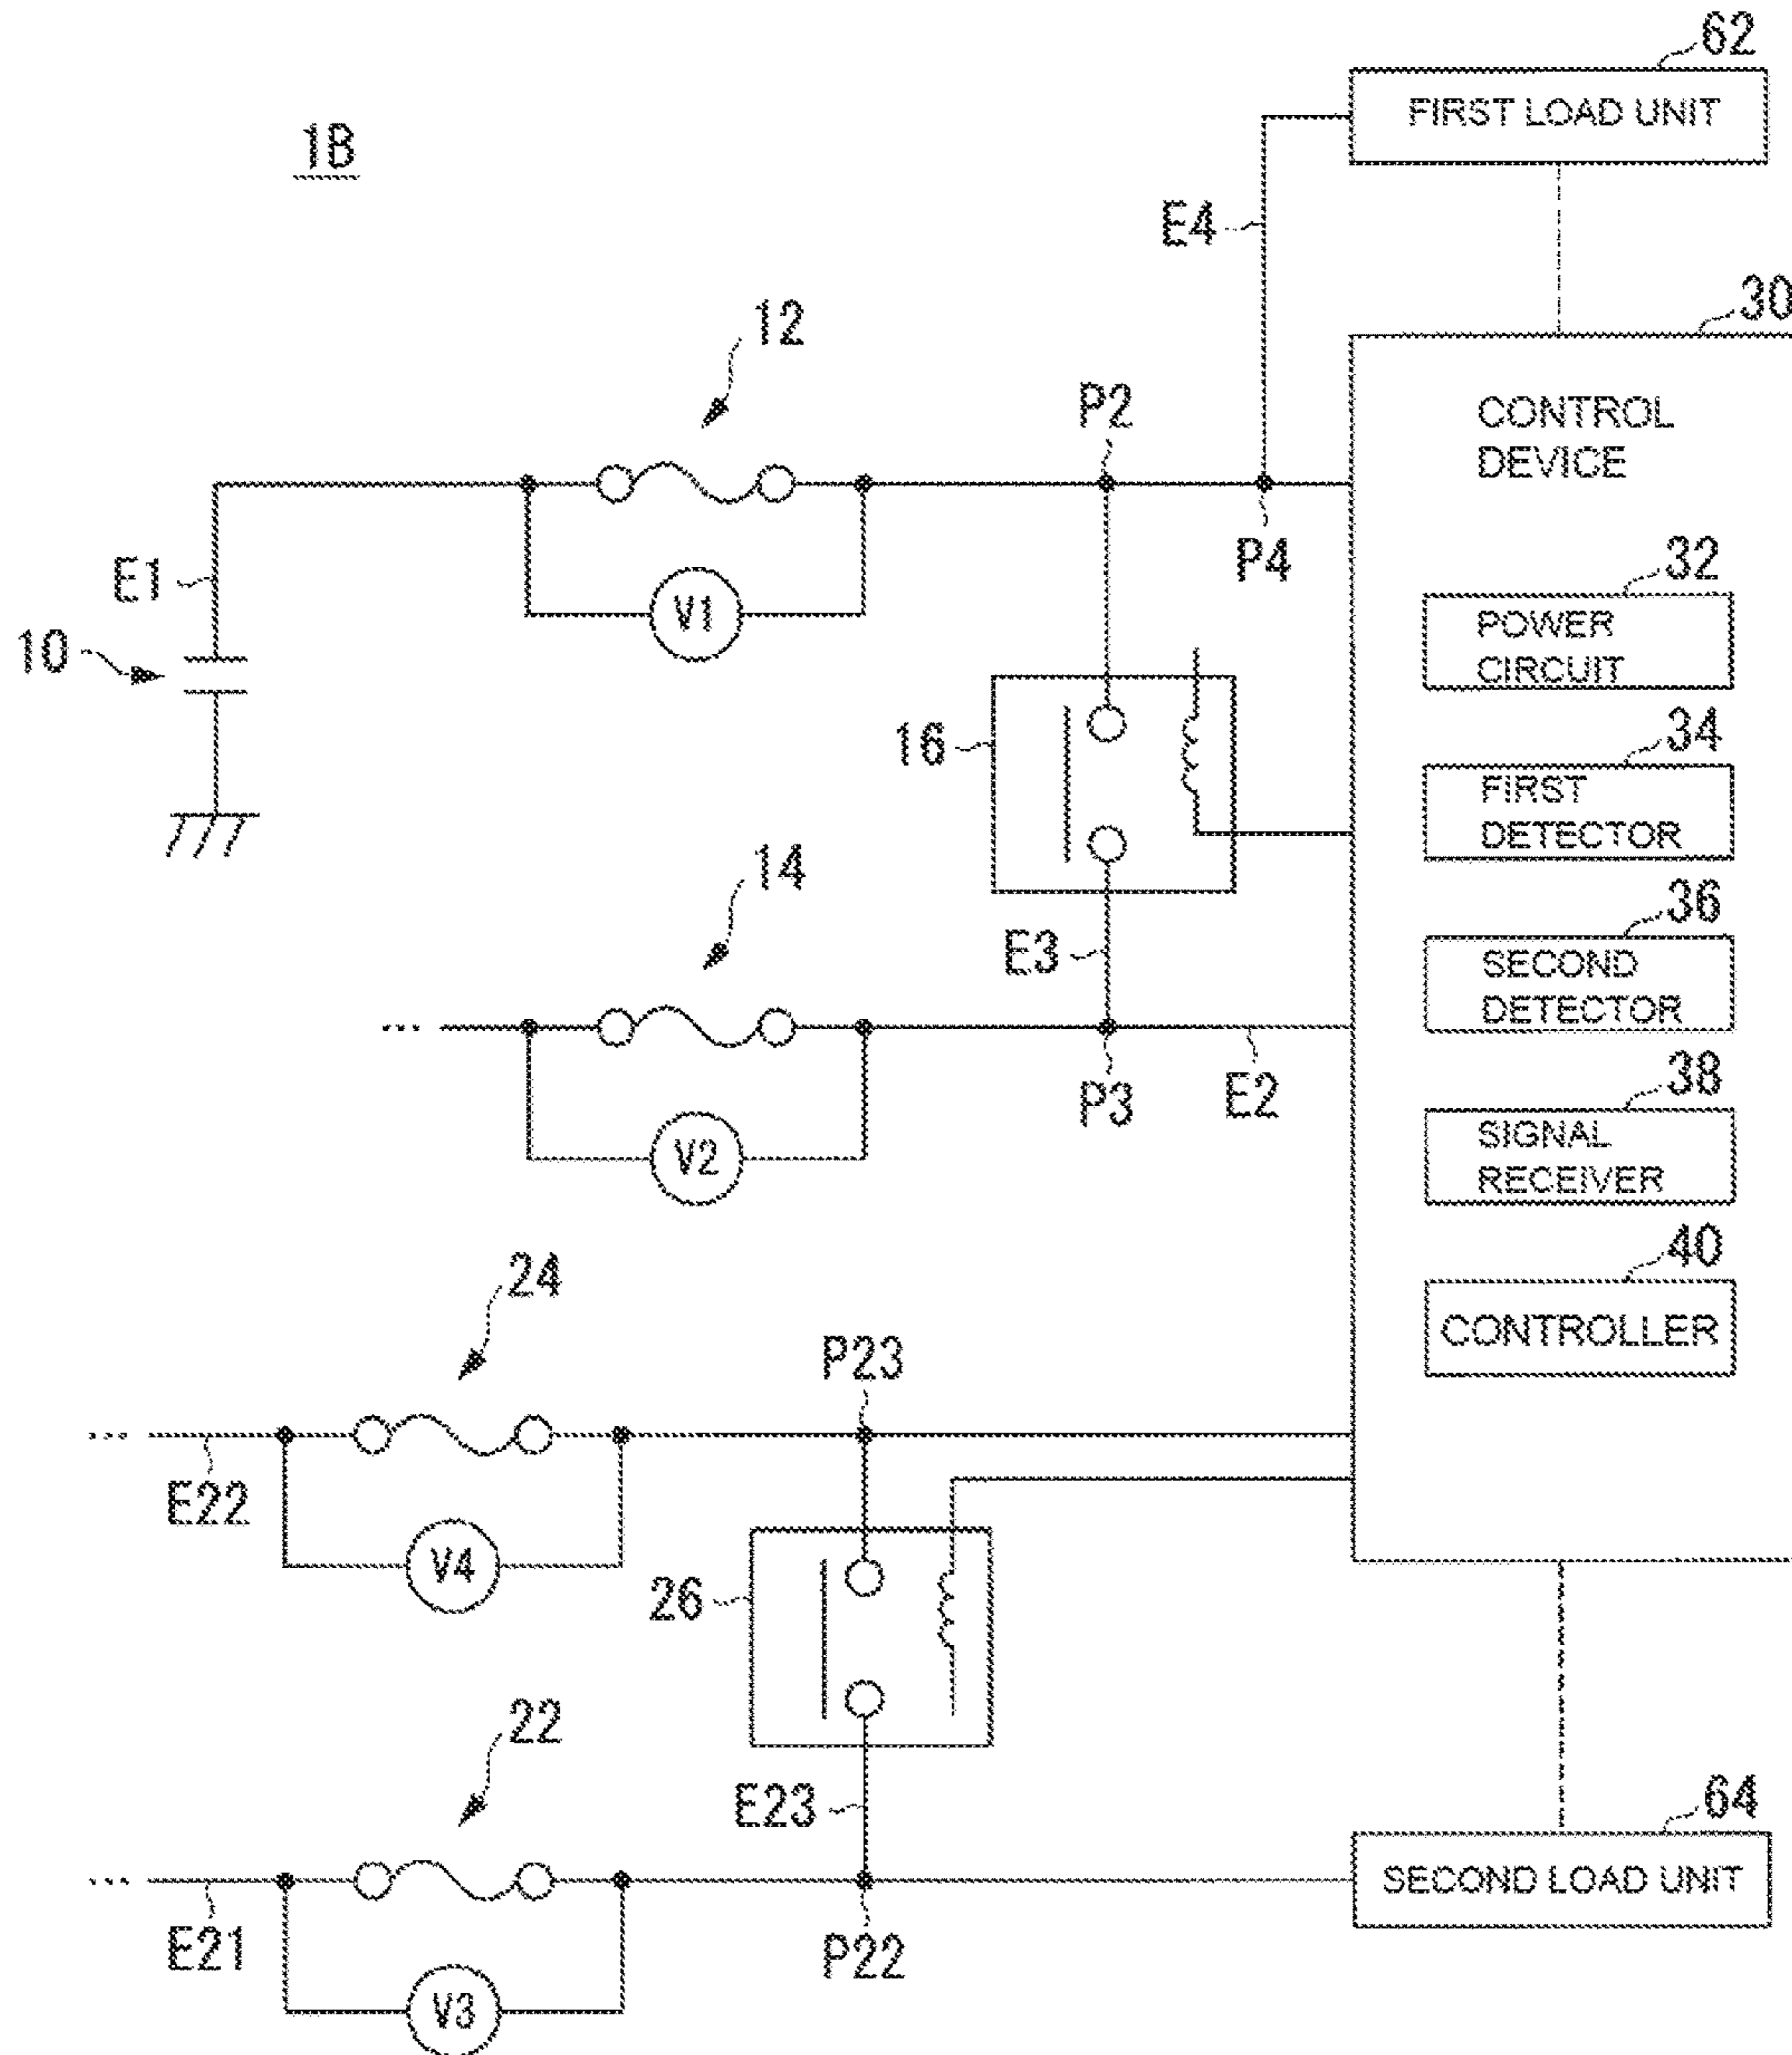 62
FIRST LOAD UNIT
1B
E4
30
12
CONTROL
DEVICE
P2
P4
E1
32
POWER
CIRCUIT
V1
10
34
FIRST
DETECTOR
16
14
36
SECOND
DETECTOR
E3
38
SIGNAL
RECEIVER
P3
E2
V2
40
CONTROLLER
24
P23
...
E22
V4
26
22
E23
64
SECOND LOAD UNIT
...
E21
P22
V3
...